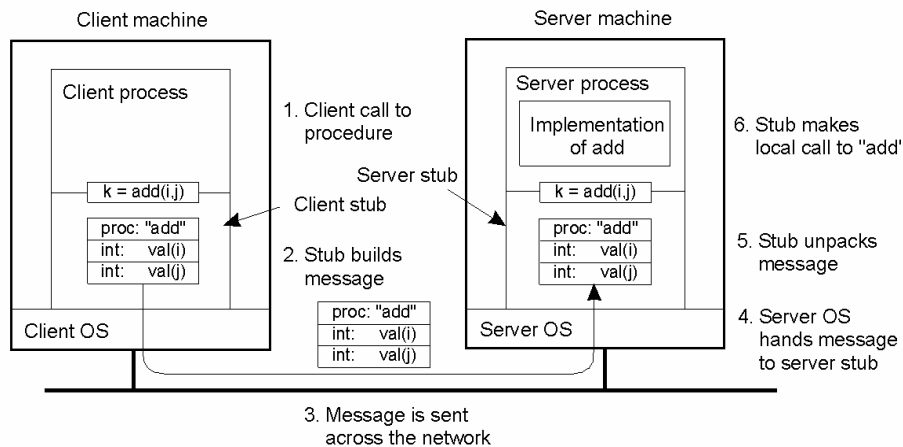 Client machine
Server machine
Client process
1. Client call to
procedure
Server process
Implementation
of add
6. Stub makes
local call to "add"
Server stub
k = add(i,j)
k = add(i,j)
Client stub
proc: "add"
int: val(i)
int: val(j)
proc: "add"
int: val(i)
int: val(j)
2. Stub builds
message
5. Stub unpacks
message
proc: "add"
int: val(i)
int: val(j)
Client OS
Server OS
4. Server OS
hands message
to server stub
3. Message is sent
across the network